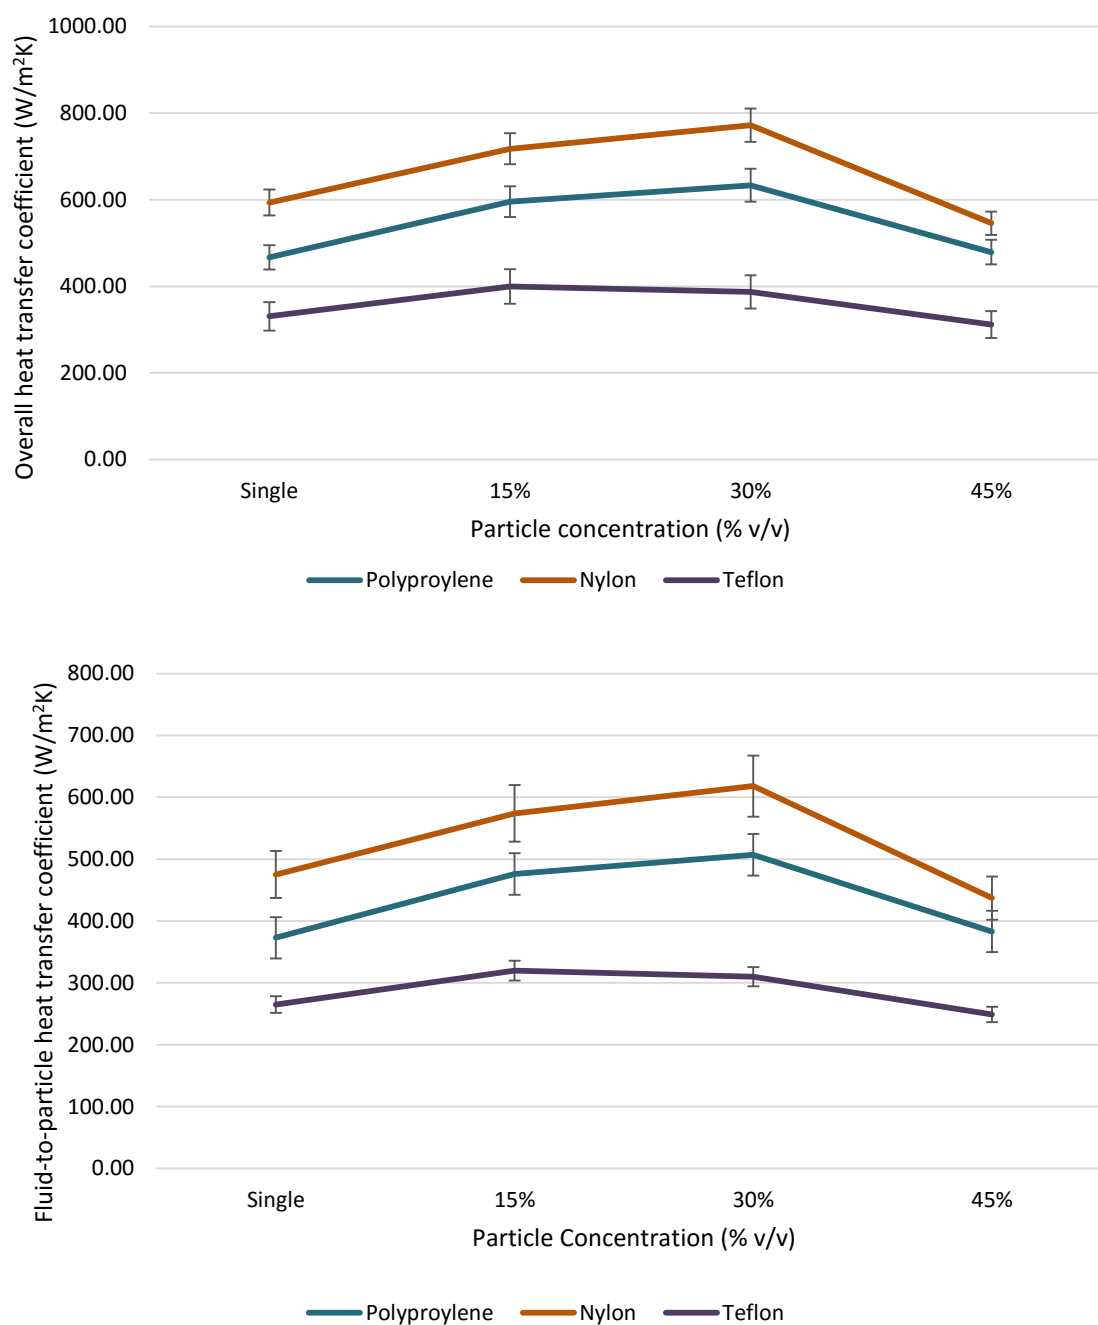 Overall heat transfer coefficient (W/m²K)
1000.00
800.00
600.00
400.00
200.00
0.00
Single 15% 30% 45%
Particle concentration (% v/v)
Polyproylene Nylon Teflon
Fluid-to-particle heat transfer coefficient (W/m²K)
800.00
700.00
600.00
500.00
400.00
300.00
200.00
100.00
0.00
Single 15% 30% 45%
Particle Concentration (% v/v)
Polyproylene Nylon Teflon